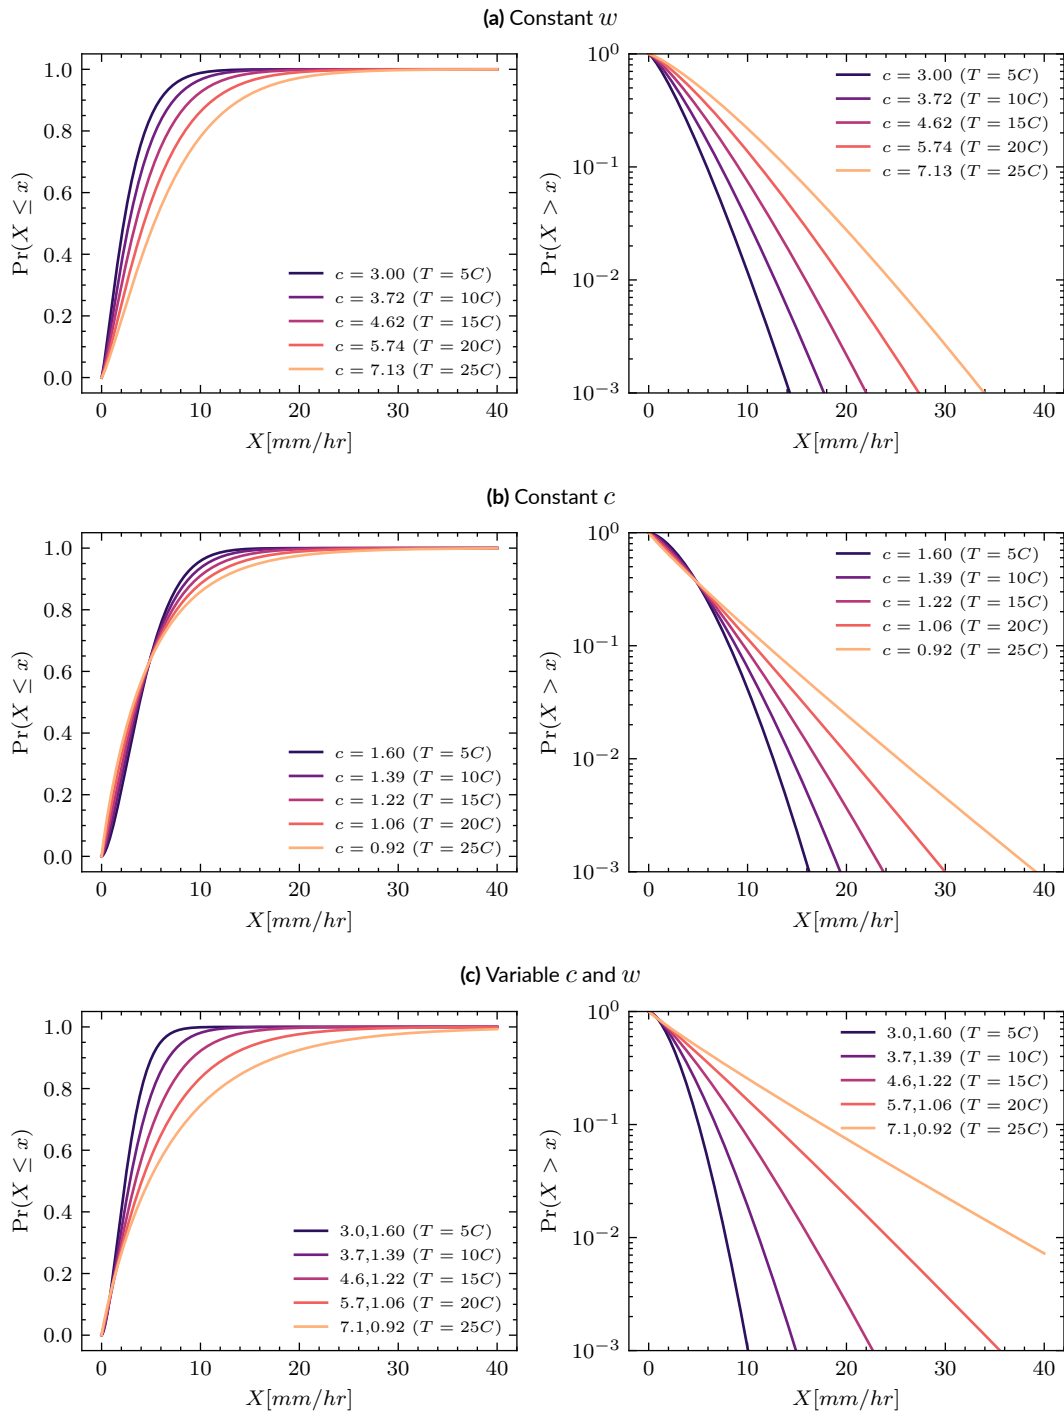 (a) Constant w
1.0
0.8
0.6
0.4
0.2
0.0
Pr(X ≤ x)
c = 3.00 (T = 5C)
c = 3.72 (T = 10C)
c = 4.62 (T = 15C)
c = 5.74 (T = 20C)
c = 7.13 (T = 25C)
0 10 20 30 40
X[mm/hr]
10⁰
10⁻¹
10⁻²
10⁻³
Pr(X > x)
c = 3.00 (T = 5C)
c = 3.72 (T = 10C)
c = 4.62 (T = 15C)
c = 5.74 (T = 20C)
c = 7.13 (T = 25C)
0 10 20 30 40
X[mm/hr]
(b) Constant c
1.0
0.8
0.6
0.4
0.2
0.0
Pr(X ≤ x)
c = 1.60 (T = 5C)
c = 1.39 (T = 10C)
c = 1.22 (T = 15C)
c = 1.06 (T = 20C)
c = 0.92 (T = 25C)
0 10 20 30 40
X[mm/hr]
10⁰
10⁻¹
10⁻²
10⁻³
Pr(X > x)
c = 1.60 (T = 5C)
c = 1.39 (T = 10C)
c = 1.22 (T = 15C)
c = 1.06 (T = 20C)
c = 0.92 (T = 25C)
0 10 20 30 40
X[mm/hr]
(c) Variable c and w
1.0
0.8
0.6
0.4
0.2
0.0
Pr(X ≤ x)
3.0,1.60 (T = 5C)
3.7,1.39 (T = 10C)
4.6,1.22 (T = 15C)
5.7,1.06 (T = 20C)
7.1,0.92 (T = 25C)
0 10 20 30 40
X[mm/hr]
10⁰
10⁻¹
10⁻²
10⁻³
Pr(X > x)
3.0,1.60 (T = 5C)
3.7,1.39 (T = 10C)
4.6,1.22 (T = 15C)
5.7,1.06 (T = 20C)
7.1,0.92 (T = 25C)
0 10 20 30 40
X[mm/hr]